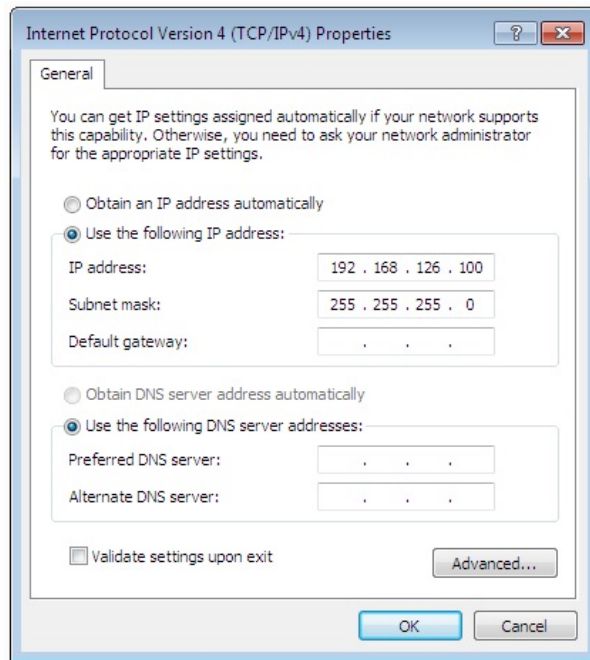 Internet Protocol Version 4 (TCP/IPv4) Properties
General
You can get IP settings assigned automatically if your network supports
this capability. Otherwise, you need to ask your network administrator
for the appropriate IP settings.
Obtain an IP address automatically
Use the following IP address:
IP address: 192 . 168 . 126 . 100
Subnet mask: 255 . 255 . 255 . 0
Default gateway: . . .
Obtain DNS server address automatically
Use the following DNS server addresses:
Preferred DNS server: . . .
Alternate DNS server: . . .
Validate settings upon exit
Advanced...
OK Cancel